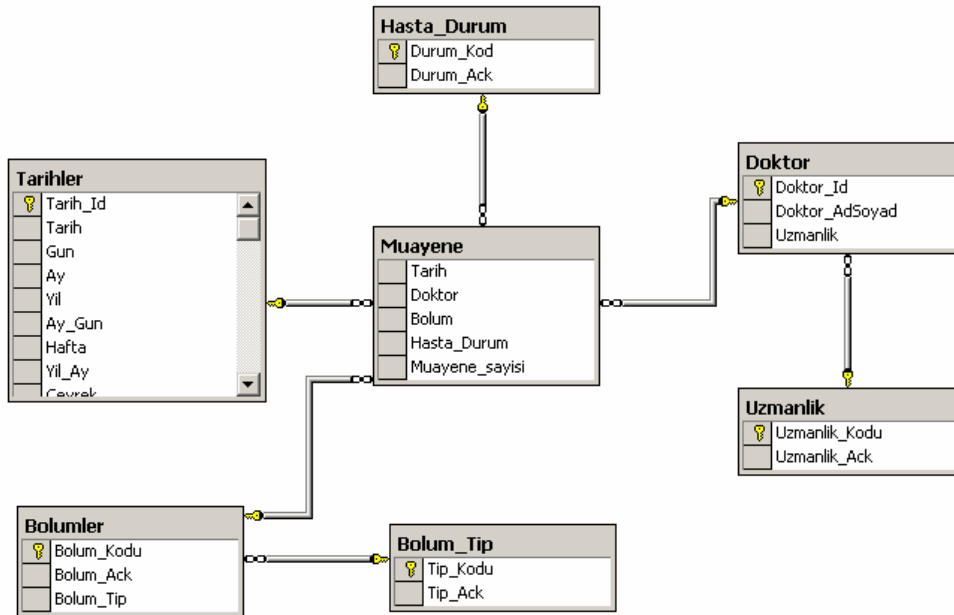 Hasta_Durum
Durum_Kod
Durum_Ack
Tarihler
Tarih_Id
Tarih
Gun
Ay
Yil
Ay_Gun
Hafta
Yil_Ay
Ceyrek
Muayene
Tarih
Doktor
Bolum
Hasta_Durum
Muayene_sayisi
Doktor
Doktor_Id
Doktor_AdSoyad
Uzmanlik
Uzmanlik
Uzmanlik_Kodu
Uzmanlik_Ack
Bolumler
Bolum_Kodu
Bolum_Ack
Bolum_Tip
Bolum_Tip
Tip_Kodu
Tip_Ack